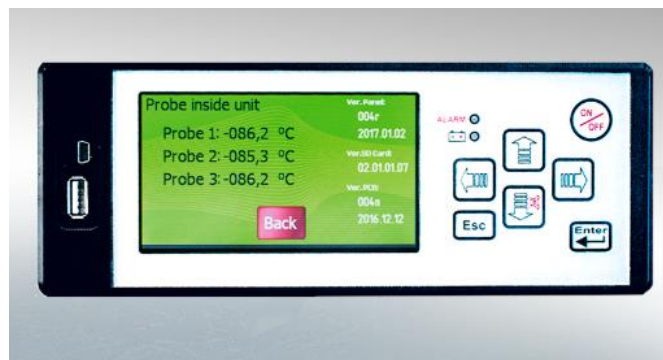 Probe inside unit
Probe 1: -086,2 ºC
Probe 2: -085,3 ºC
Probe 3: -086,2 ºC
Back
Ver. Panel:
004r
2017.01.02
Ver.SD Card:
02.01.01.07
Ver. PCB:
004a
2016.12.12
ALARM
ON/OFF
Esc
Enter